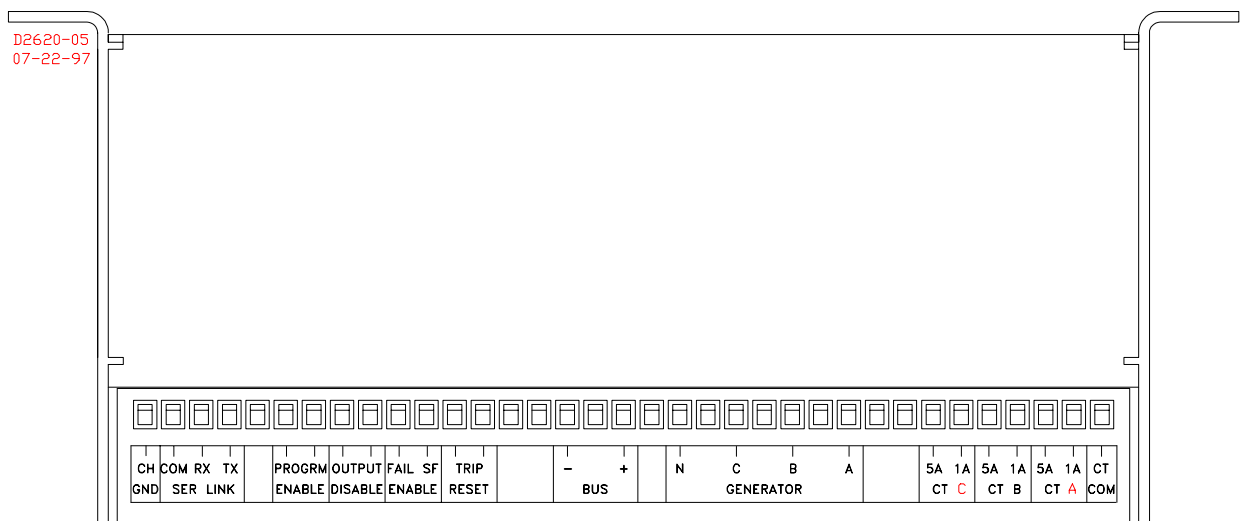 D2620-05
07-22-97
CH COM RX TX PROGRM OUTPUT FAIL SF TRIP - + N C B A 5A 1A 5A 1A 5A 1A CT
GND SER LINK ENABLE DISABLE ENABLE RESET BUS GENERATOR CT C CT B CT A COM